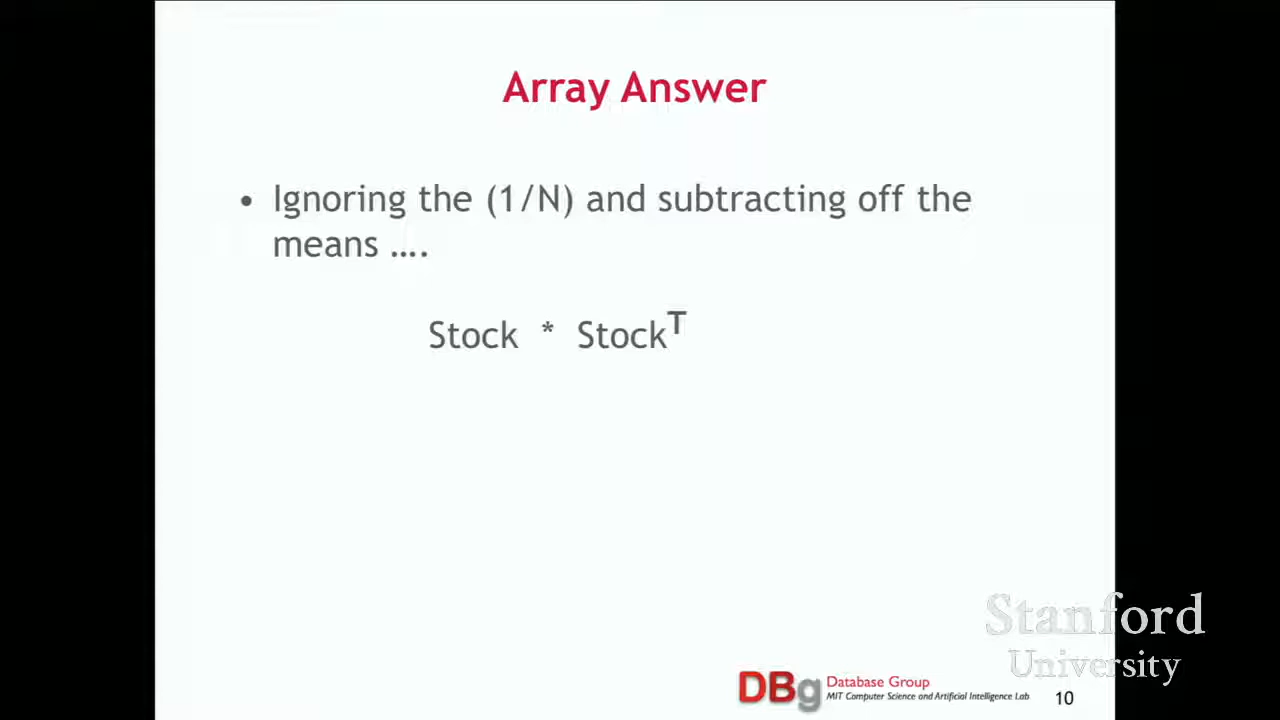 Array Answer
• Ignoring the (1/N) and subtracting off the
means ….
Stock * Stockᵀ
Stanford
University
DBg Database Group
MIT Computer Science and Artificial Intelligence Lab
10